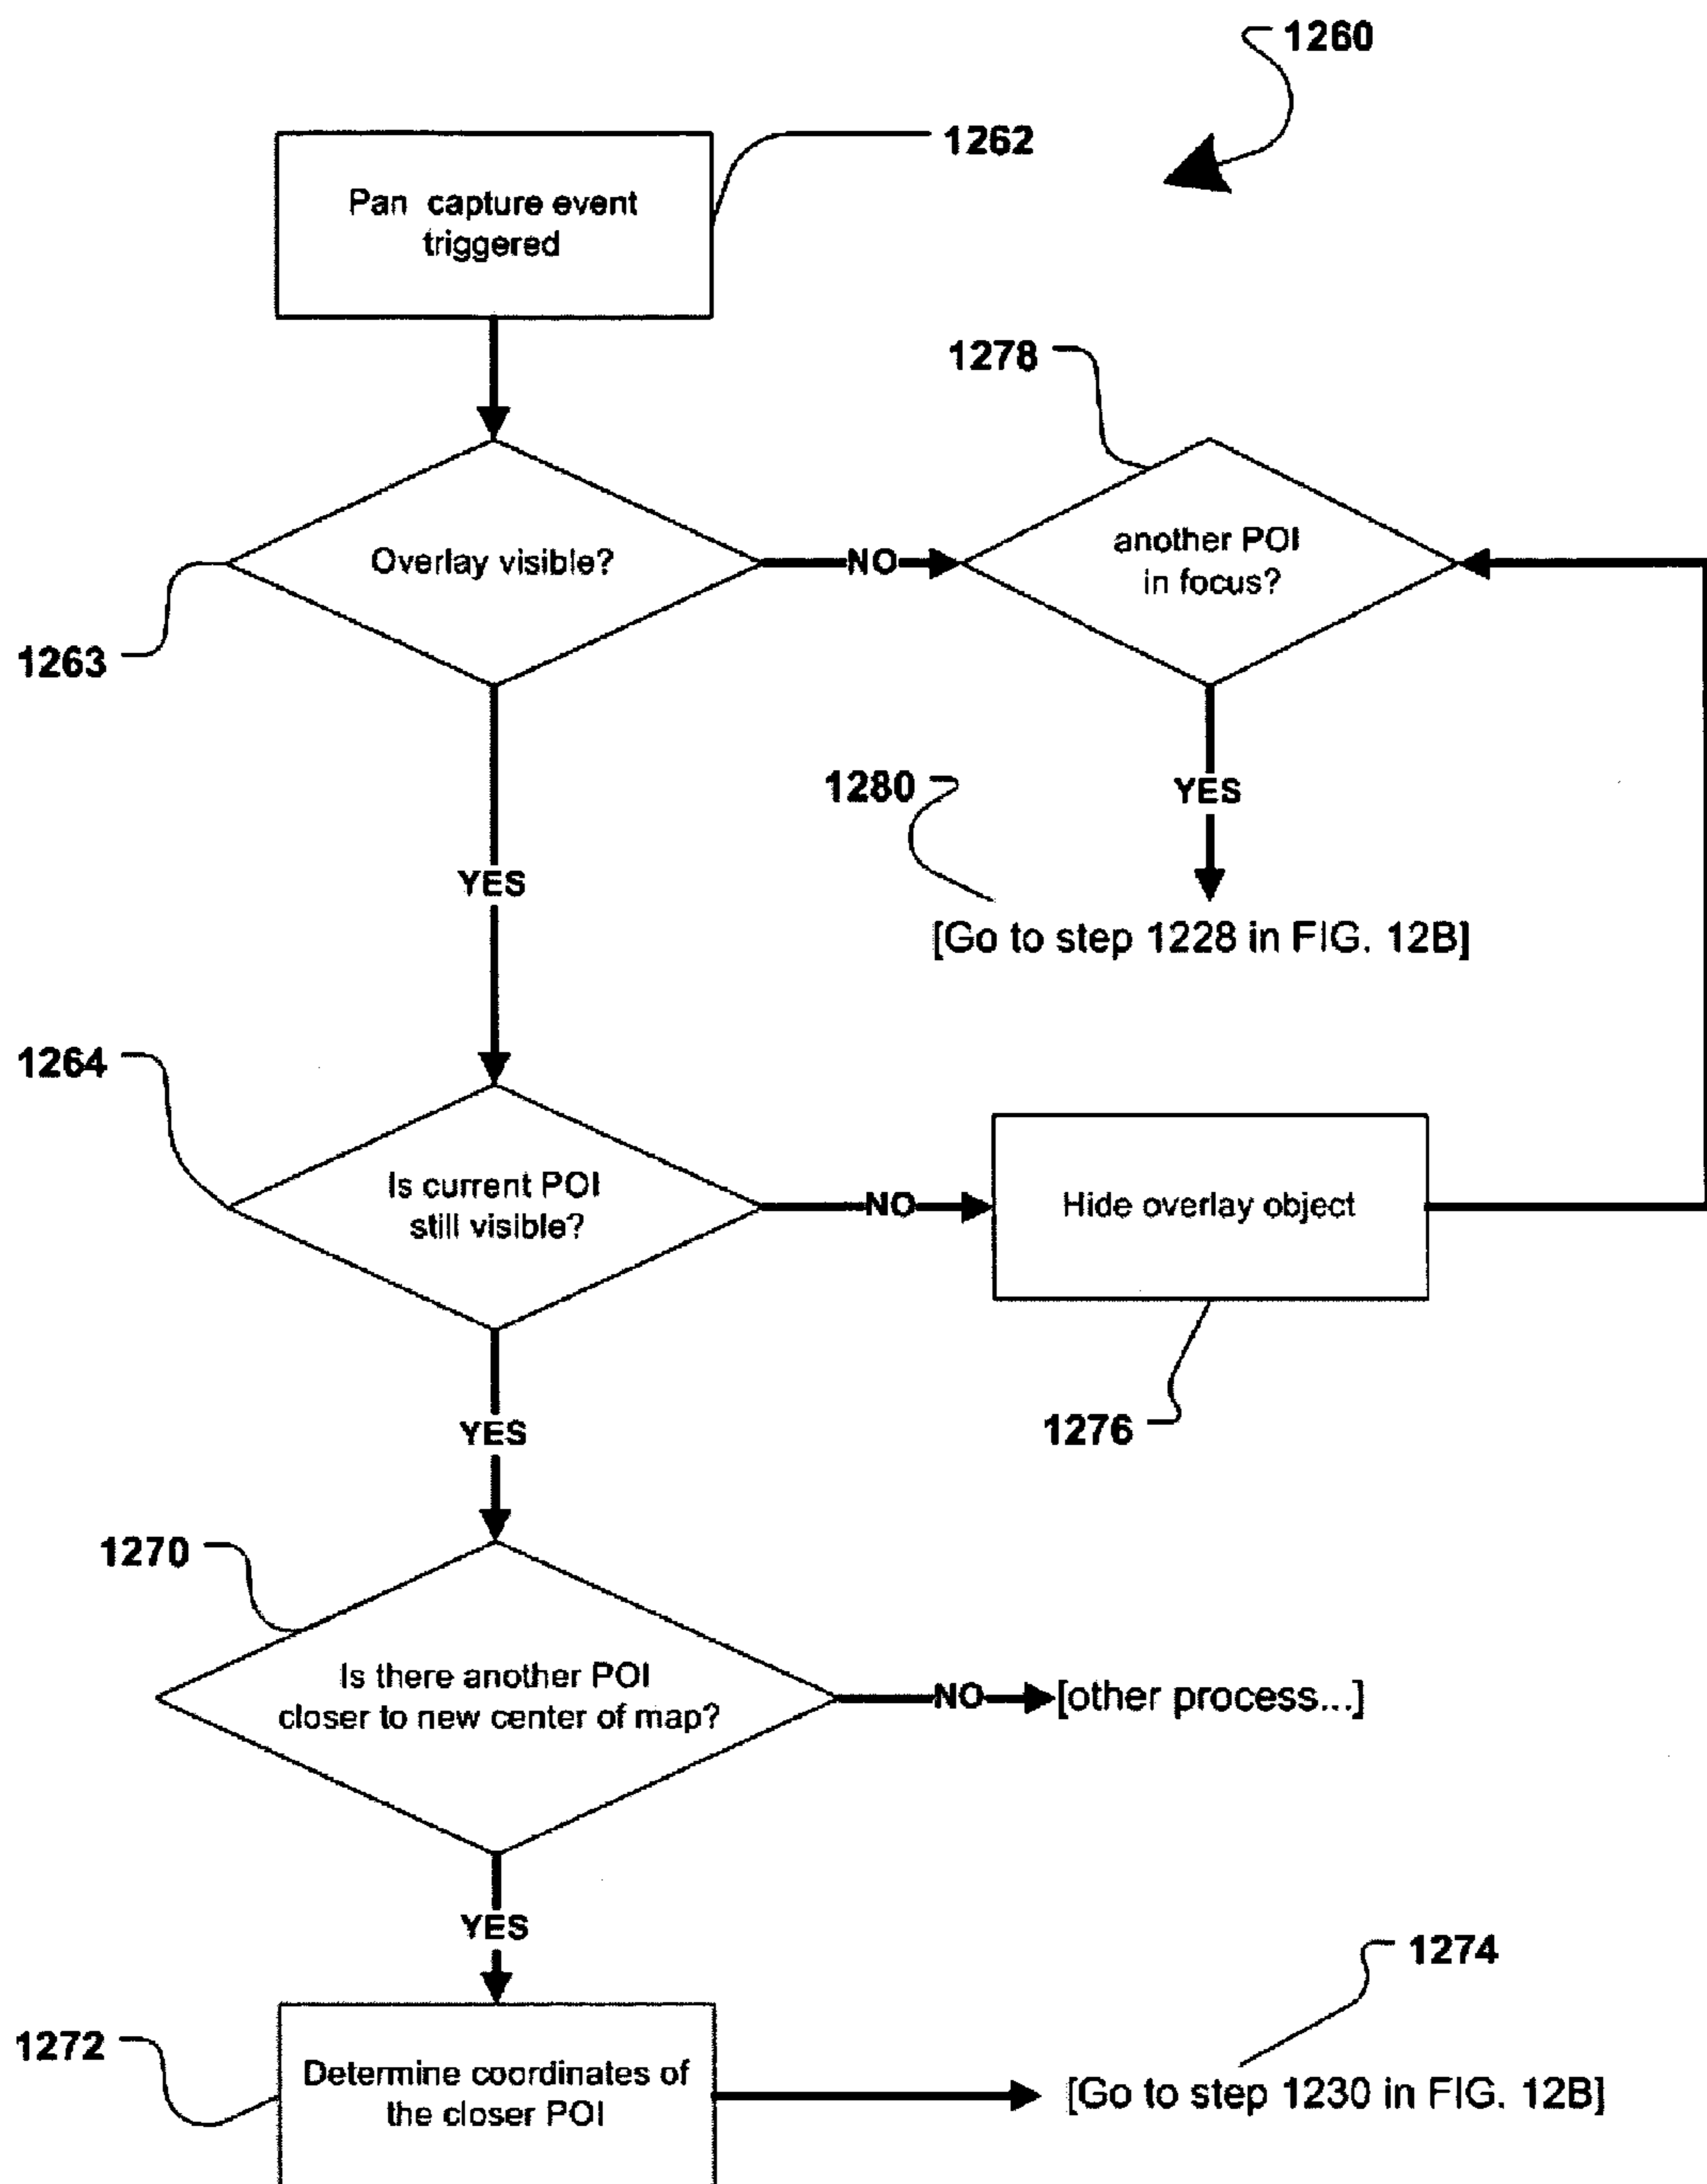 1260
1262
Pan capture event
triggered
1278
Overlay visible?
NO
another POI
in focus?
1263
1280
YES
YES
[Go to step 1228 in FIG. 12B]
1264
Is current POI
still visible?
NO
Hide overlay object
1276
YES
1270
Is there another POI
closer to new center of map?
NO
[other process...]
YES
1274
1272
Determine coordinates of
the closer POI
[Go to step 1230 in FIG. 12B]